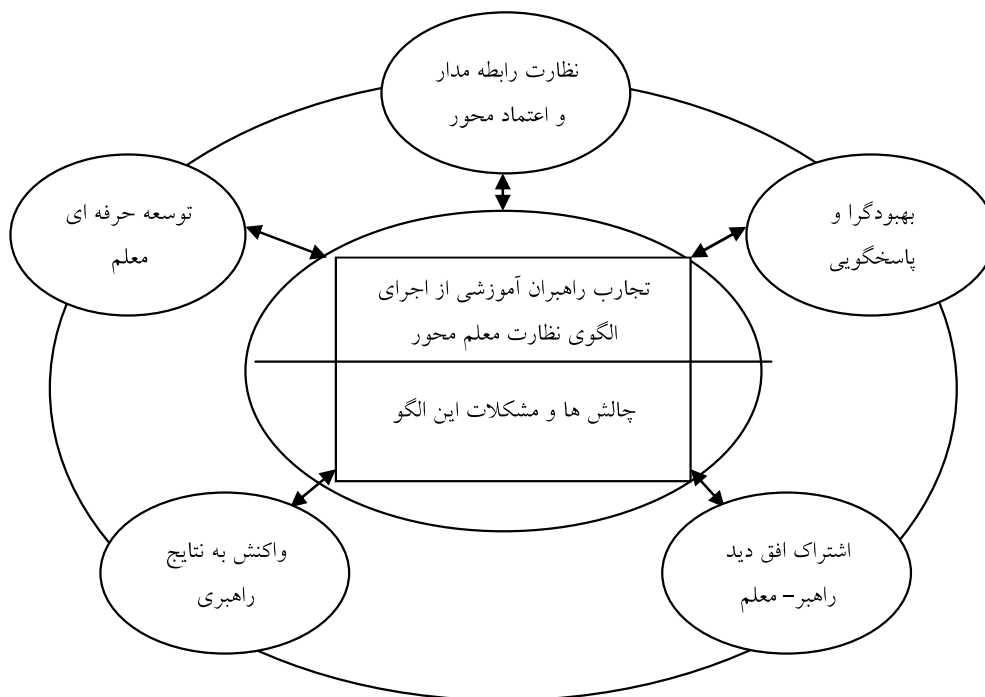 نظارت رابطه مدار
و اعتماد محور
بهبودگرا و
پاسخگویی
توسعه حرفه ای
معلم
تجارب راهبران آموزشی از اجرای
الگوی نظارت معلم محور
چالش ها و مشکلات این الگو
اشتراک افق دید
راهبر- معلم
واکنش به نتایج
راهبری